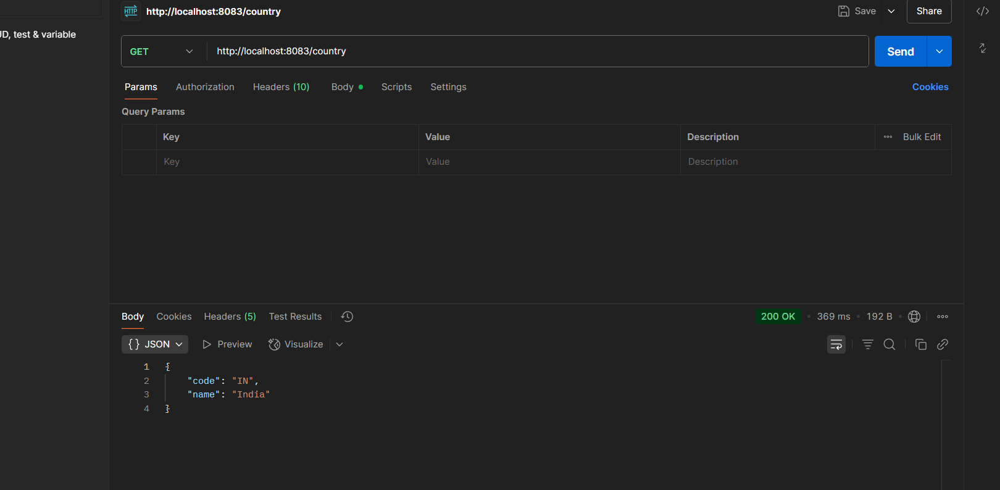 HTTP http://localhost:8083/country Save Share
JD, test & variable
GET http://localhost:8083/country Send
Params Authorization Headers (10) Body Scripts Settings Cookies
Query Params
Key Value Description Bulk Edit
Key Value Description
Body Cookies Headers (5) Test Results 200 OK • 369 ms • 192 B
{} JSON Preview Visualize
1 {
2 "code": "IN",
3 "name": "India"
4 }